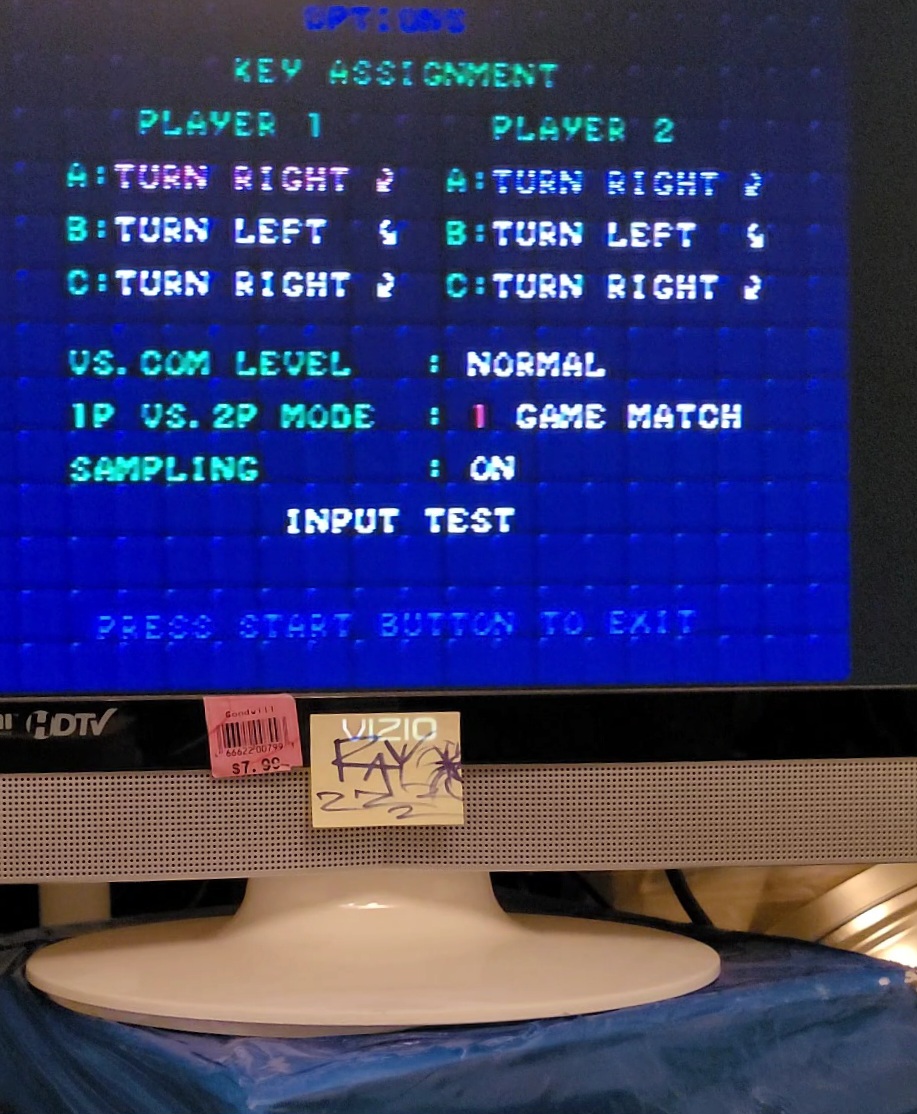 OPTIONS
KEY ASSIGNMENT
PLAYER 1 PLAYER 2
A:TURN RIGHT A:TURN RIGHT
B:TURN LEFT B:TURN LEFT
C:TURN RIGHT C:TURN RIGHT
VS.COM LEVEL : NORMAL
1P VS.2P MODE : 1 GAME MATCH
SAMPLING : ON
INPUT TEST
PRESS START BUTTON TO EXIT
HDTV
Goodwill
VIZIO
$7.99
RAY